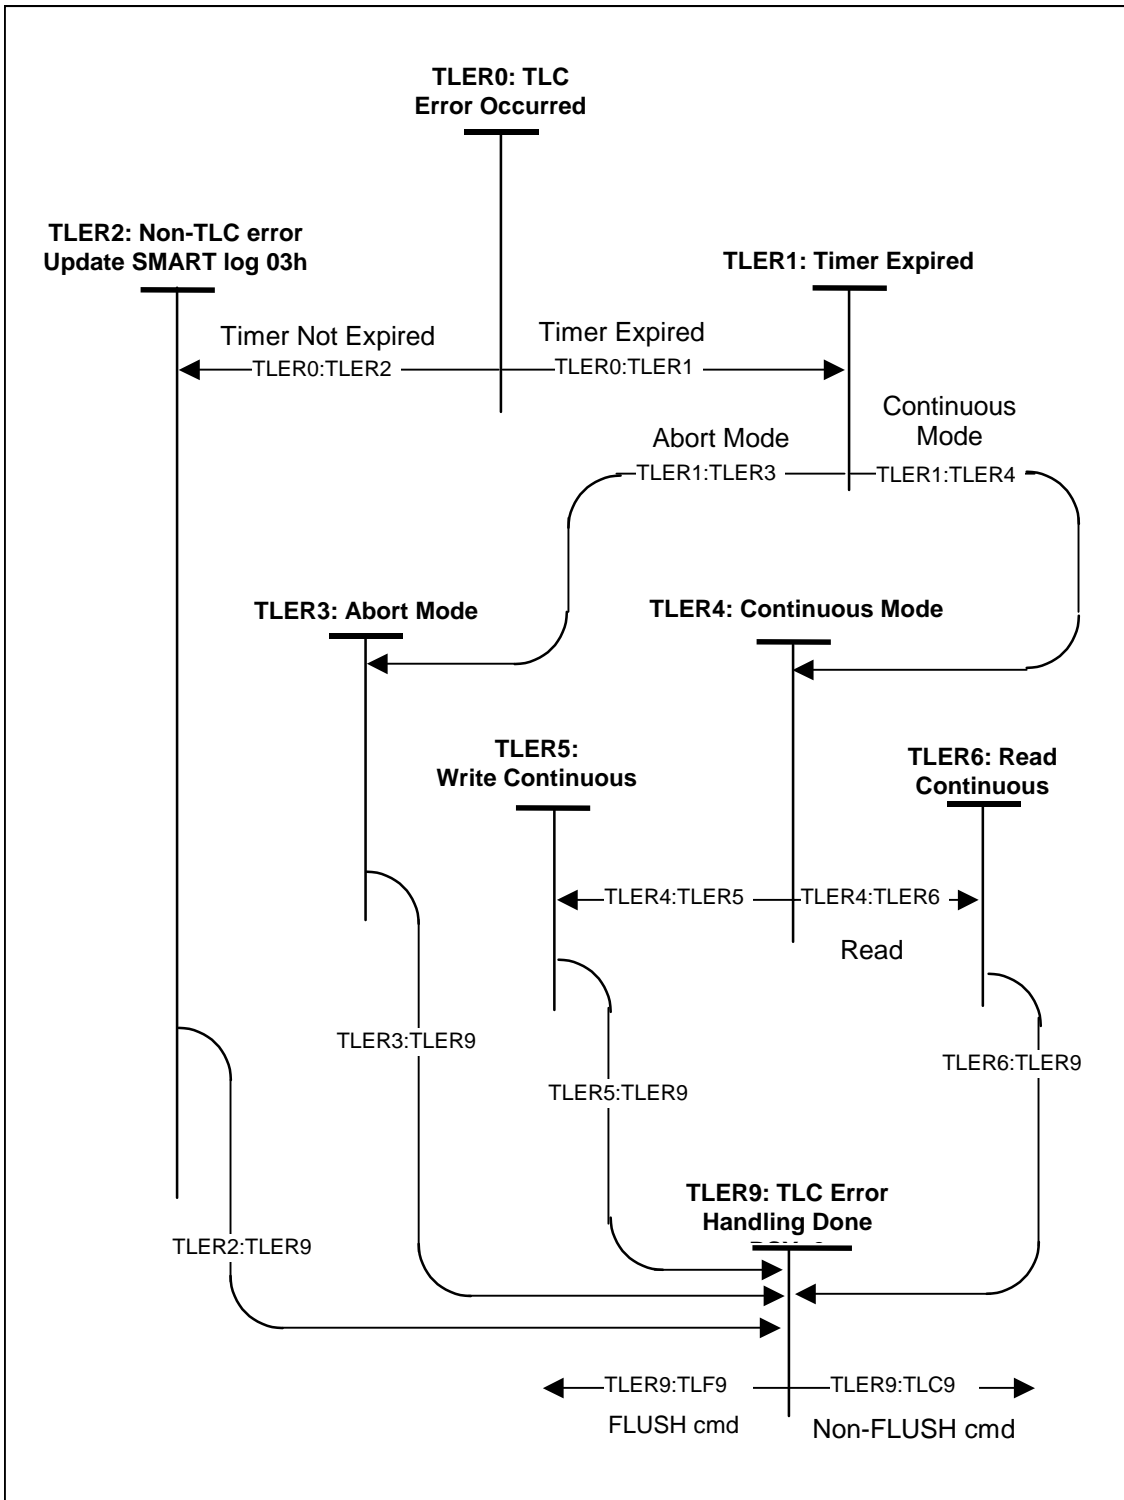 TLER0: TLC
Error Occurred
TLER2: Non-TLC error
Update SMART log 03h
TLER1: Timer Expired
Timer Not Expired
Timer Expired
TLER0:TLER2
TLER0:TLER1
Continuous
Mode
Abort Mode
TLER1:TLER3
TLER1:TLER4
TLER3: Abort Mode
TLER4: Continuous Mode
TLER5:
Write Continuous
TLER6: Read
Continuous
TLER4:TLER5
TLER4:TLER6
Read
TLER3:TLER9
TLER5:TLER9
TLER6:TLER9
TLER9: TLC Error
Handling Done
TLER2:TLER9
TLER9:TLF9
TLER9:TLC9
FLUSH cmd
Non-FLUSH cmd